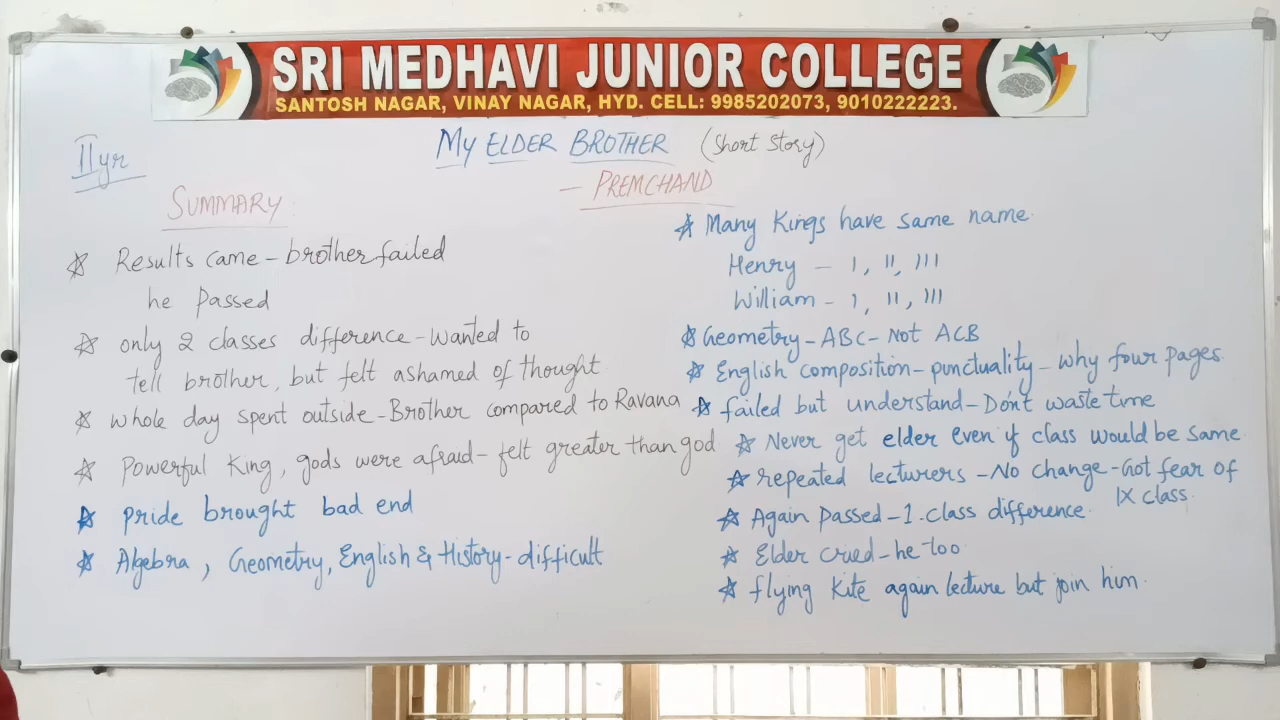 SRI MEDHAVI JUNIOR COLLEGE
SANTOSH NAGAR, VINAY NAGAR, HYD. CELL: 9985202073, 9010222223.
II yr
MY ELDER BROTHER (Short Story)
- PREMCHAND
SUMMARY:
☆ Results came - brother failed
he Passed
☆ only 2 classes difference - Wanted to
tell brother, but felt ashamed of thought
☆ whole day spent outside - Brother compared to Ravana
☆ Powerful King, gods were afraid - felt greater than god
☆ Pride brought bad end
☆ Algebra, Geometry, English & History - difficult
☆ Many Kings have same name
Henry - I, II, III
William - I, II, III
☆ Geometry - ABC - Not ACB
☆ English composition - punctuality - why four pages
☆ failed but understand - Don't waste time
☆ Never get elder even if class would be same
☆ repeated lecturers - No change - Got fear of
IX class
☆ Again Passed - 1. class difference
☆ Elder cried - he too
☆ flying Kite again lecture but join him